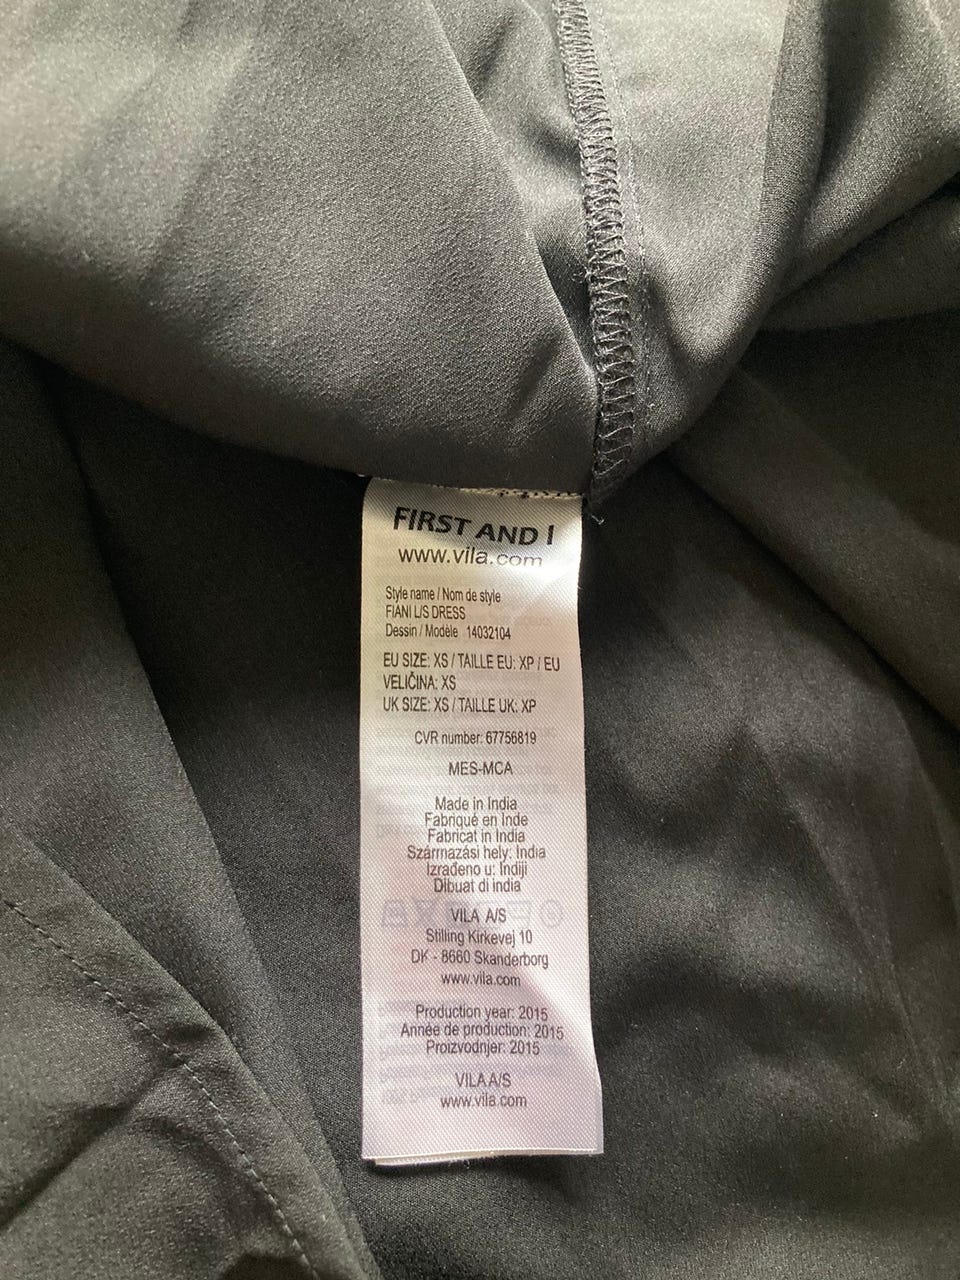 FIRST AND I
www.vila.com
Style name / Nom de style
FIANI L/S DRESS
Dessin / Modèle 14032104
EU SIZE: XS / TAILLE EU: XP / EU
VELIČINA: XS
UK SIZE: XS / TAILLE UK: XP
CVR number: 67756819
MES-MCA
Made in India
Fabriqué en Inde
Fabricat in India
Származási hely: India
Izrađeno u: Indiji
Dibuat di india
VILA A/S
Stilling Kirkevej 10
DK - 8660 Skanderborg
www.vila.com
Production year: 2015
Année de production: 2015
Proizvodnjer: 2015
VILA A/S
www.vila.com